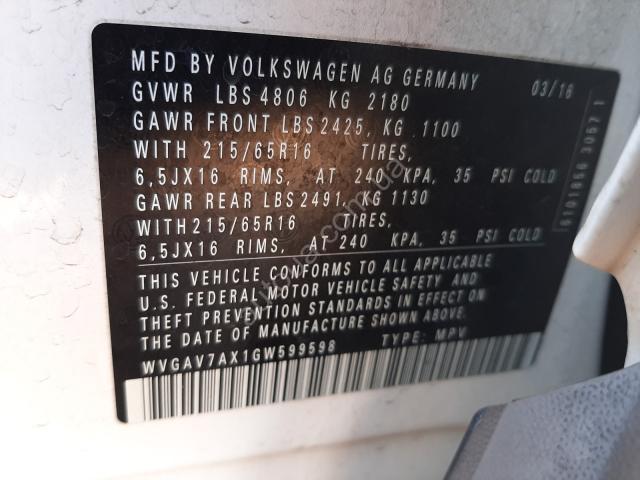 MFD BY VOLKSWAGEN AG GERMANY 03/16
GVWR LBS 4806 KG 2180
GAWR FRONT LBS 2425, KG 1100
WITH 215/65R16 TIRES,
6,5JX16 RIMS, AT 240 KPA, 35 PSI COLD
GAWR REAR LBS 2491, KG 1130
WITH 215/65R16 TIRES,
6,5JX16 RIMS, AT 240 KPA, 35 PSI COLD
THIS VEHICLE CONFORMS TO ALL APPLICABLE
U.S. FEDERAL MOTOR VEHICLE SAFETY AND
THEFT PREVENTION STANDARDS IN EFFECT ON
THE DATE OF MANUFACTURE SHOWN ABOVE.
WVGAV7AX1GW599598 TYPE: MPV